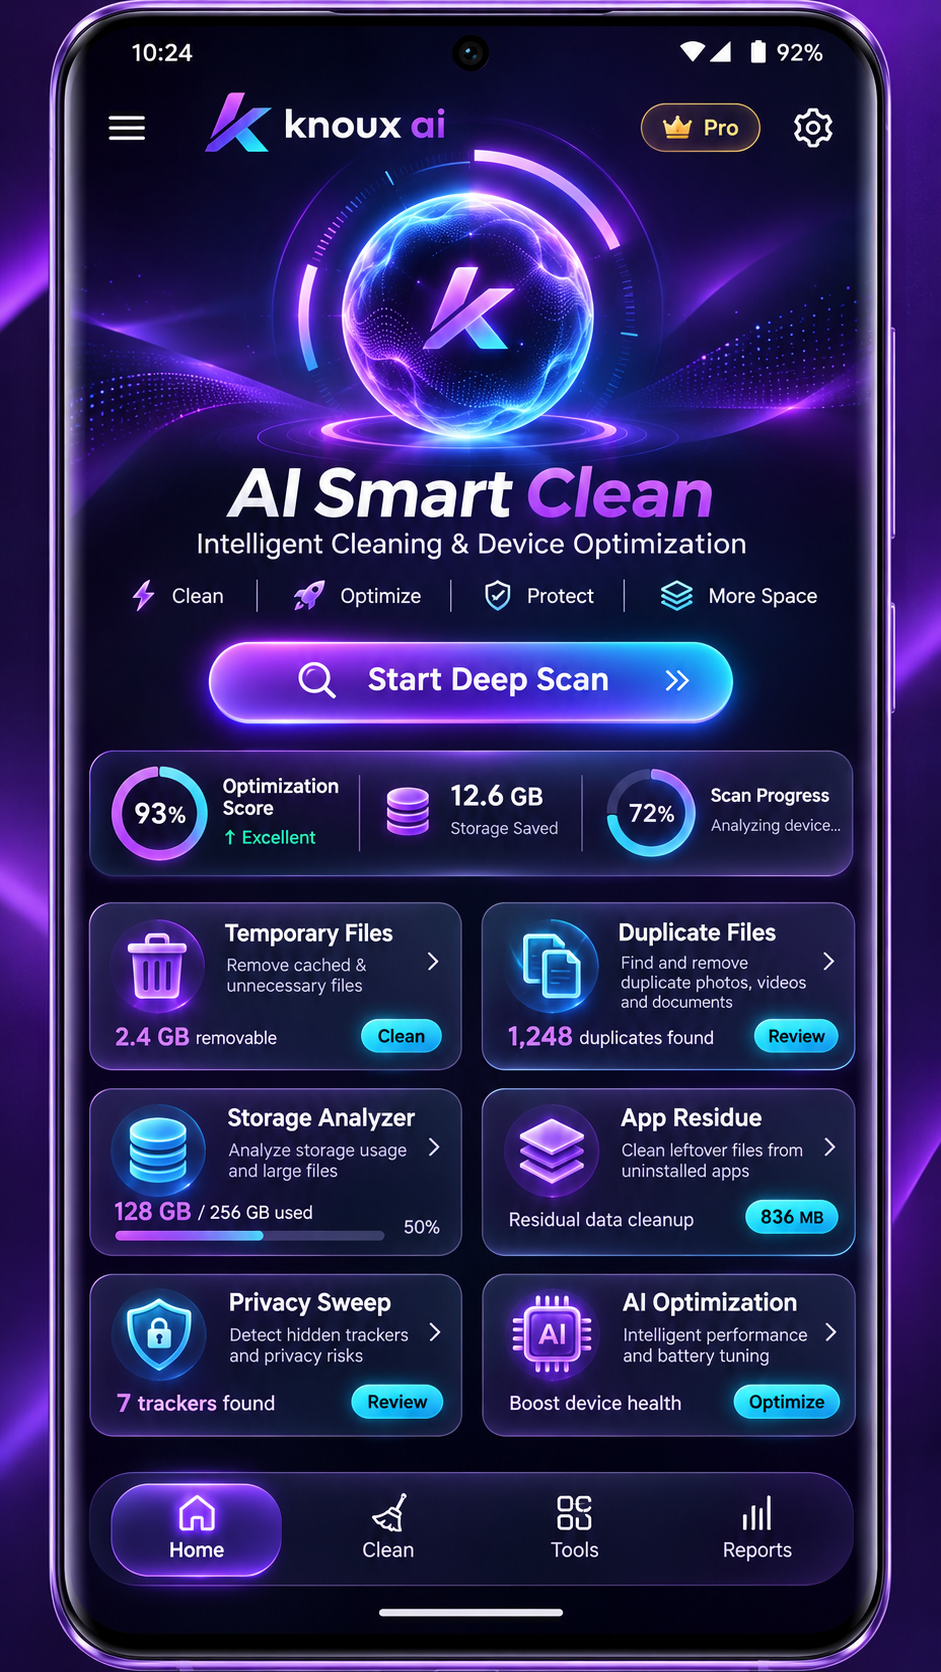 10:24
92%
knoux ai
Pro
AI Smart Clean
Intelligent Cleaning & Device Optimization
Clean
Optimize
Protect
More Space
Start Deep Scan
93%
Optimization
Score
↑ Excellent
12.6 GB
Storage Saved
72%
Scan Progress
Analyzing device...
Temporary Files
Remove cached &
unnecessary files
2.4 GB removable
Clean
Duplicate Files
Find and remove
duplicate photos, videos
and documents
1,248 duplicates found
Review
Storage Analyzer
Analyze storage usage
and large files
128 GB / 256 GB used
50%
App Residue
Clean leftover files from
uninstalled apps
Residual data cleanup
836 MB
Privacy Sweep
Detect hidden trackers
and privacy risks
7 trackers found
Review
AI
AI Optimization
Intelligent performance
and battery tuning
Boost device health
Optimize
Home
Clean
Tools
Reports